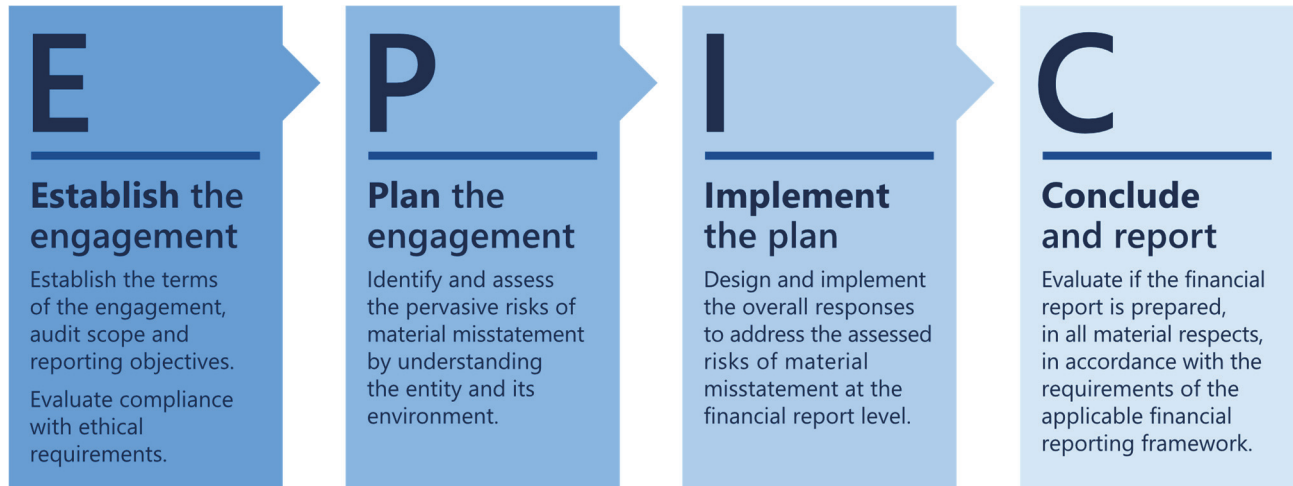 E
Establish the
engagement
Establish the terms
of the engagement,
audit scope and
reporting objectives.
Evaluate compliance
with ethical
requirements.
P
Plan the
engagement
Identify and assess
the pervasive risks of
material misstatement
by understanding
the entity and its
environment.
I
Implement
the plan
Design and implement
the overall responses
to address the assessed
risks of material
misstatement at the
financial report level.
C
Conclude
and report
Evaluate if the financial
report is prepared,
in all material respects,
in accordance with the
requirements of the
applicable financial
reporting framework.